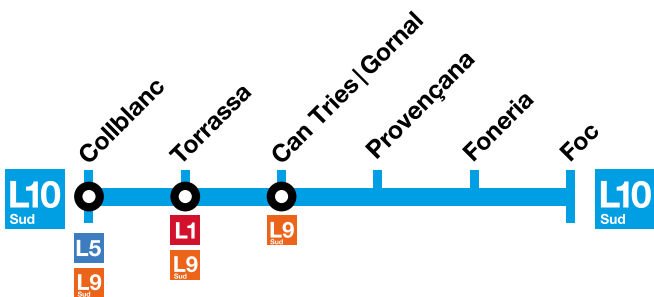 Collblanc
Torrassa
Can Tries|Gornal
Provençana
Foneria
Foc
L10
Sud
L10
Sud
L5
L1
L9
Sud
L9
Sud
L9
Sud